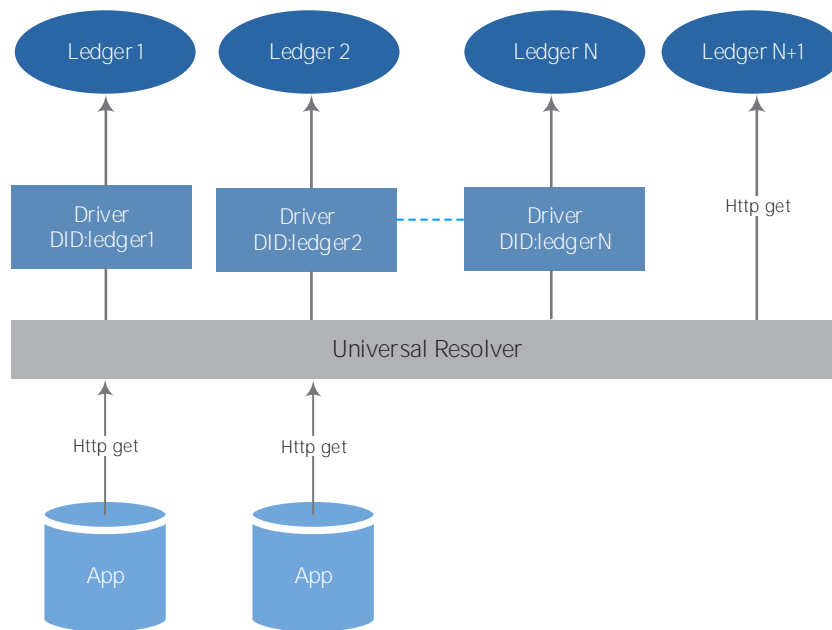 Ledger 1
Ledger 2
Ledger N
Ledger N+1
Driver
DID:ledger1
Driver
DID:ledger2
Driver
DID:ledgerN
Http get
Universal Resolver
Http get
Http get
App
App